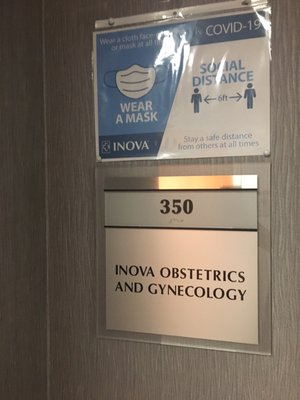 Wear a cloth face COVID-19
or mask at all times
WEAR
A MASK
SOCIAL
DISTANCE
6ft
Stay a safe distance
from others at all times
INOVA
350
INOVA OBSTETRICS
AND GYNECOLOGY